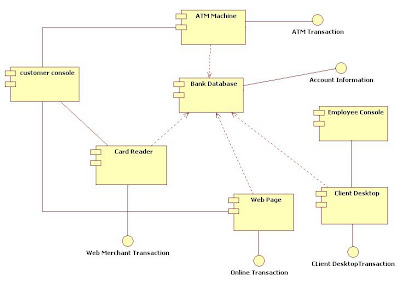 ATM Machine
ATM Transaction
customer console
Bank Database
Account Information
Employee Console
Card Reader
Web Page
Client Desktop
Web Merchant Transaction
Online Transaction
CLient DesktopTransaction